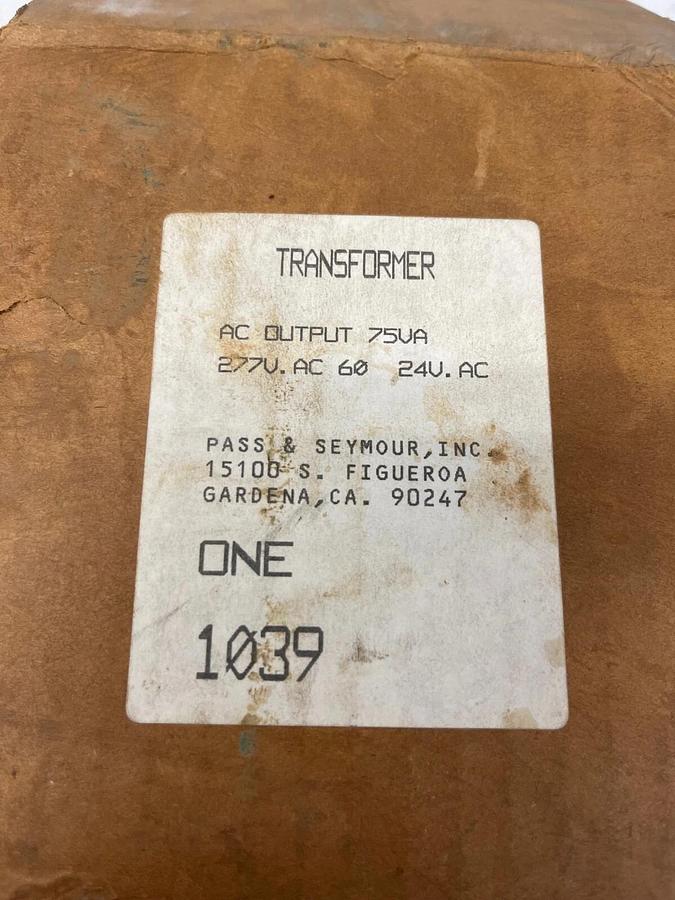 TRANSFORMER
AC OUTPUT 75VA
277V.AC 60 24V.AC
PASS & SEYMOUR,INC.
15100 S. FIGUEROA
GARDENA,CA. 90247
ONE
1039